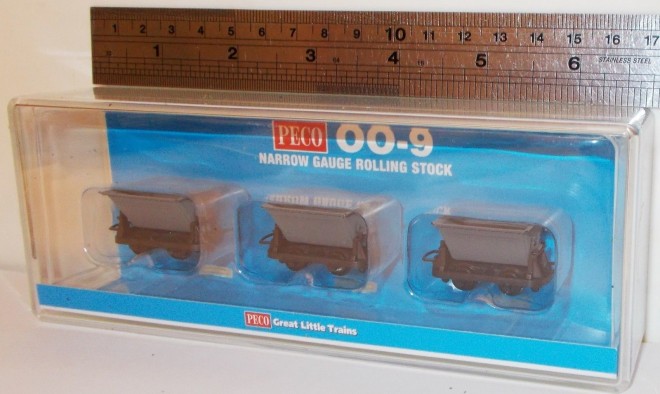 1 2 3 4 5 6 7 8 9 10 11 12 13 14 15 16 17
1 2 3 4 5 6
STAINLESS STEEL
PECO OO-9
NARROW GAUGE ROLLING STOCK
PECO Great Little Trains